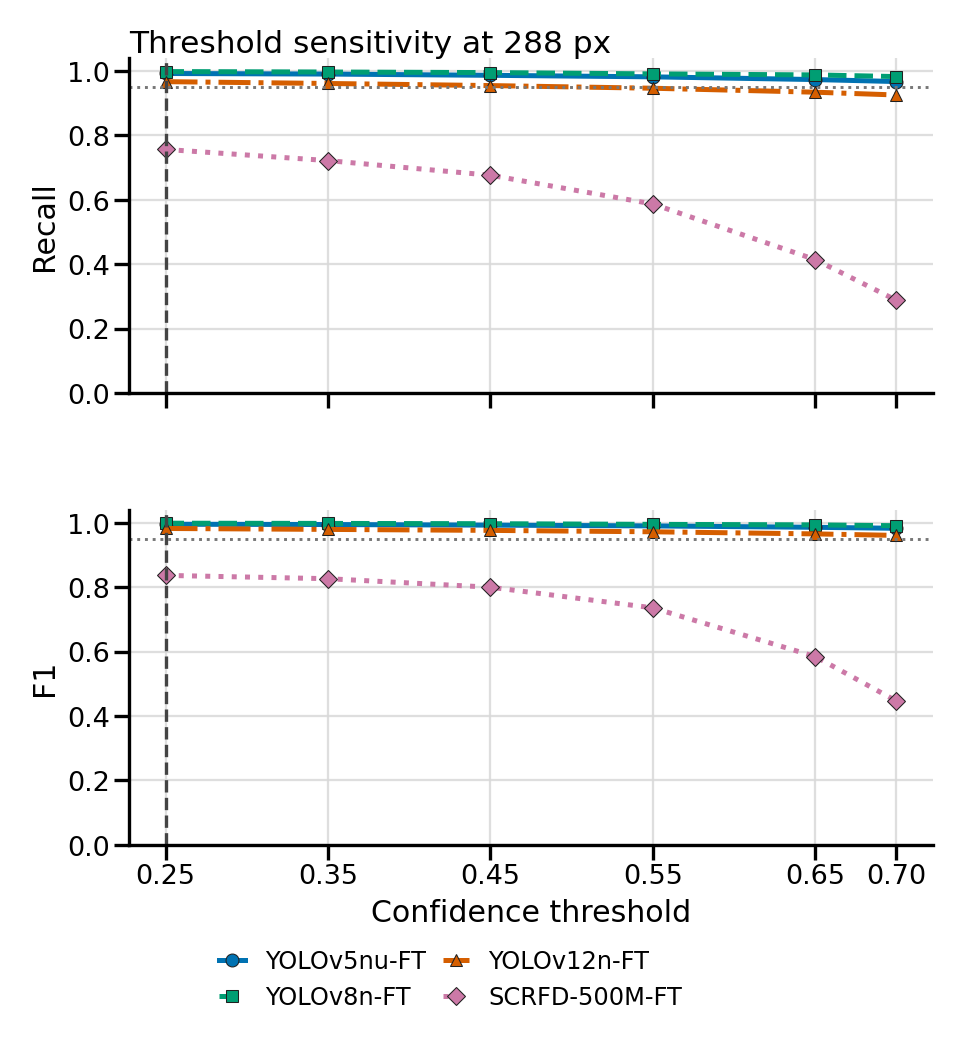 Threshold sensitivity at 288 px
1.0
0.8
0.6
0.4
0.2
0.0
Recall
1.0
0.8
0.6
0.4
0.2
0.0
F1
0.25 0.35 0.45 0.55 0.65 0.70
Confidence threshold
YOLOv5nu-FT YOLOv12n-FT
YOLOv8n-FT SCRFD-500M-FT